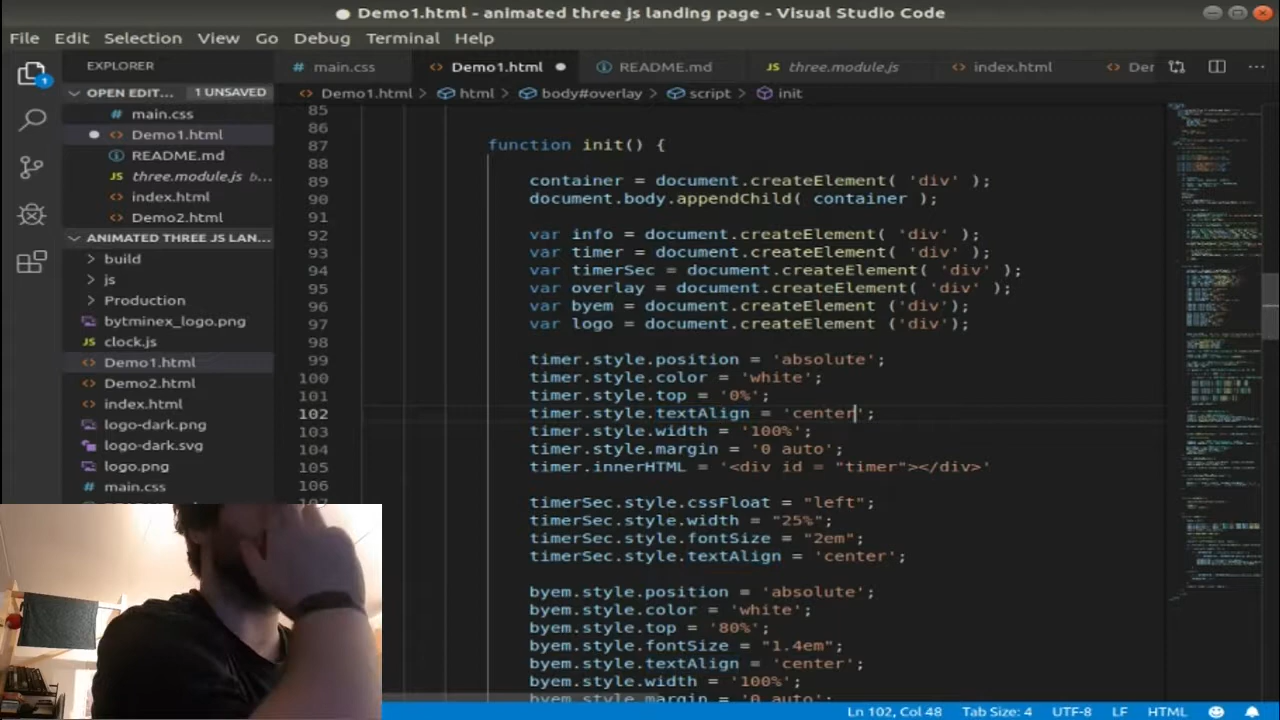 Demo1.html - animated three js landing page - Visual Studio Code
File Edit Selection View Go Debug Terminal Help
EXPLORER
main.css
Demo1.html
README.md
three.module.js
index.html
Der
OPEN EDIT... 1 UNSAVED
Demo1.html > html > body#overlay > script > init
main.css
Demo1.html
README.md
three.module.js b...
index.html
Demo2.html
ANIMATED THREE JS LAN...
build
js
Production
bytminex_logo.png
clock.js
Demo1.html
Demo2.html
index.html
logo-dark.png
logo-dark.svg
logo.png
main.css
85
86
87 function init() {
88
89 container = document.createElement( 'div' );
90 document.body.appendChild( container );
91
92 var info = document.createElement( 'div' );
93 var timer = document.createElement( 'div' );
94 var timerSec = document.createElement( 'div' );
95 var overlay = document.createElement( 'div' );
96 var byem = document.createElement ('div');
97 var logo = document.createElement ('div');
98
99 timer.style.position = 'absolute';
100 timer.style.color = 'white';
101 timer.style.top = '0%';
102 timer.style.textAlign = 'center';
103 timer.style.width = '100%';
104 timer.style.margin = '0 auto';
105 timer.innerHTML = '<div id = "timer"></div>'
106
timerSec.style.cssFloat = "left";
timerSec.style.width = "25%";
timerSec.style.fontSize = "2em";
timerSec.style.textAlign = 'center';
byem.style.position = 'absolute';
byem.style.color = 'white';
byem.style.top = '80%';
byem.style.fontSize = "1.4em";
byem.style.textAlign = 'center';
byem.style.width = '100%';
byem.style.margin = '0 auto';
Ln 102, Col 48 Tab Size: 4 UTF-8 LF HTML